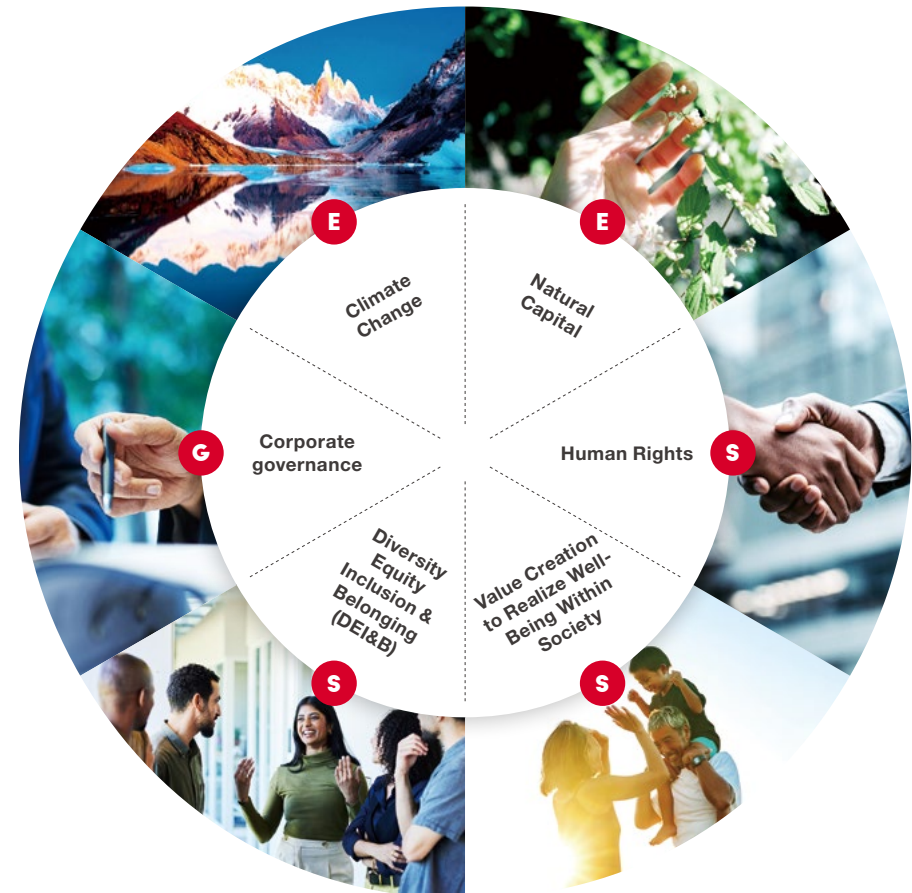 E
Climate
Change
E
Natural
Capital
G
Corporate
governance
Human Rights
S
Diversity
Equity
Inclusion &
Belonging
(DEI&B)
S
Value Creation
to Realize Well-
Being Within
Society
S